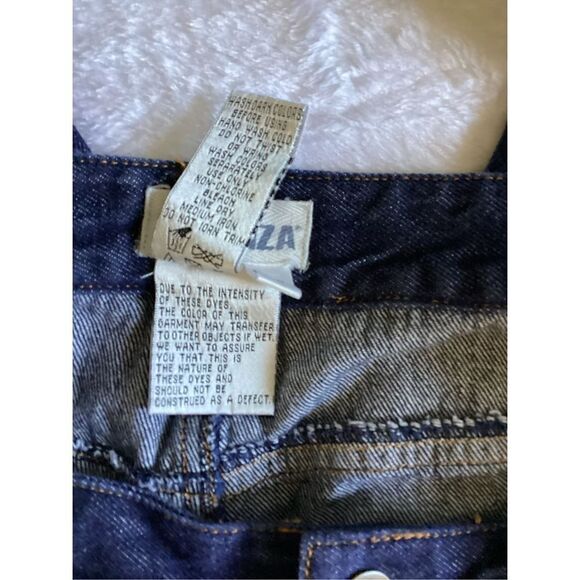 WASH DARK COLORS
BEFORE USING
HAND WASH COLD
DO NOT TWIST
OR WRING
WASH COLORS
SEPARATELY
USE ONLY
NON-CHLORINE
BLEACH
LINE DRY
MEDIUM IRON
DO NOT IORN TRIM
ZA®
DUE TO THE INTENSITY
OF THESE DYES,
THE COLOR OF THIS
GARMENT MAY TRANSFER
TO OTHER OBJECTS IF WET.
WE WANT TO ASSURE
YOU THAT THIS IS
THE NATURE OF
THESE DYES AND
SHOULD NOT BE
CONSTRUED AS A DEFECT.